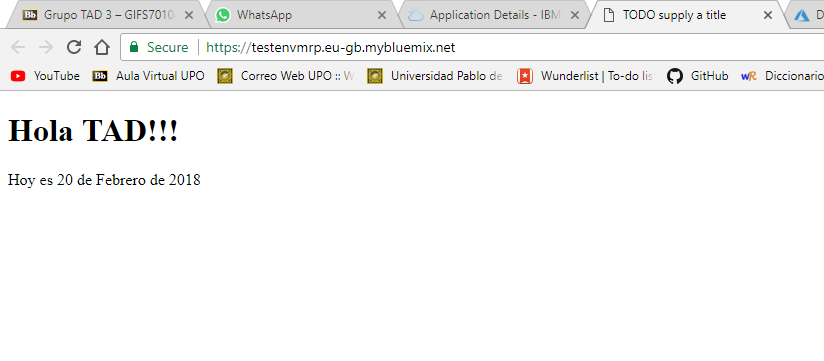 Grupo TAD 3 – GIFS7010 WhatsApp Application Details - IBM TODO supply a title D
Secure https://testenvmrp.eu-gb.mybluemix.net
YouTube Bb Aula Virtual UPO Correo Web UPO :: W Universidad Pablo de Wunderlist | To-do lis GitHub WR Diccionario
Hola TAD!!!
Hoy es 20 de Febrero de 2018